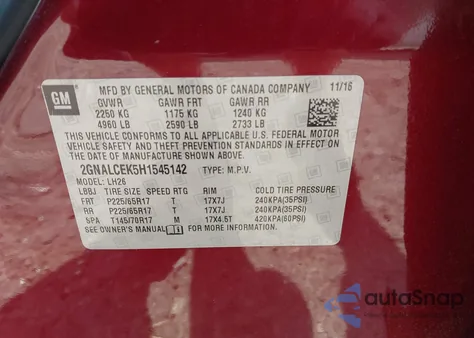 GM
MFD BY GENERAL MOTORS OF CANADA COMPANY 11/16
GVWR GAWR FRT GAWR RR
2250 KG 1175 KG 1240 KG
4960 LB 2590 LB 2733 LB
THIS VEHICLE CONFORMS TO ALL APPLICABLE U.S. FEDERAL MOTOR
VEHICLE SAFETY AND THEFT PREVENTION STANDARDS IN EFFECT
ON THE DATE OF MANUFACTURE SHOWN ABOVE.
2GNALCEK5H1545142 TYPE: M.P.V.
MODEL: LH26
LBBJ TIRE SIZE SPEED RTG RIM COLD TIRE PRESSURE
FRT P225/65R17 T 17X7J 240KPA(35PSI)
RR P225/65R17 T 17X7J 240KPA(35PSI)
SPA T145/70R17 M 17X4.5T 420KPA(60PSI)
SEE OWNER'S MANUAL FOR MORE INFORMATION.
autoSnap